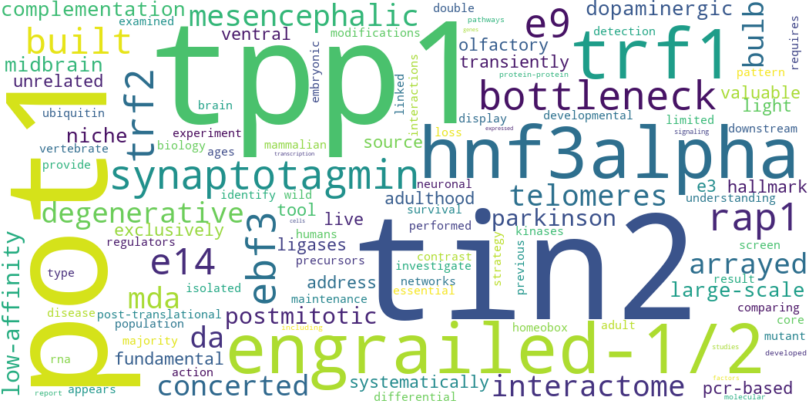 complementation
examined
mesencephalic
double
pathways
genes
dopaminergic
built
ventral
modifications
e9
detection
bulb
requires
midbrain
tpp1
embryonic
linked
interactions
olfactory
trf1
transiently
protein-protein
pattern
unrelated
trf2
bottleneck
valuable
ubiquitin
brain
light
niche
experiment
display
developmental
limited
signaling
downstream
vertebrate
biology
mammalian
source
loss
expressed
provide
ages
transcription
hnf3alpha
pot1
synaptotagmin
neuronal
e3
hallmark
identify
wild
adulthood
telomeres
understanding
degenerative
tool
cells
live
survival
parkinson
rap1
exclusively
ebf3
humans
performed
kinases
screen
regulators
ligases
contrast
tin2
strategy
previous
low-affinity
type
e14
precursors
investigate
arrayed
address
networks
result
isolated
maintenance
essential
large-scale
disease
mda
post-translational
comparing
population
postmitotic
including
homeobox
adult
core
majority
da
engrailed-1/2
mutant
rna
fundamental
studies
developed
appears
action
systematically
factors
report
concerted
differential
interactome
molecular
pcr-based